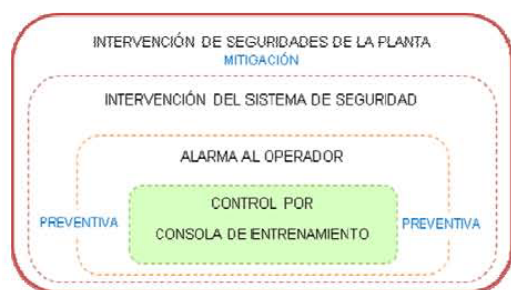 INTERVENCIÓN DE SEGURIDADES DE LA PLANTA
MITIGACIÓN
INTERVENCIÓN DEL SISTEMA DE SEGURIDAD
ALARMA AL OPERADOR
CONTROL POR
CONSOLA DE ENTRENAMIENTO
PREVENTIVA
PREVENTIVA